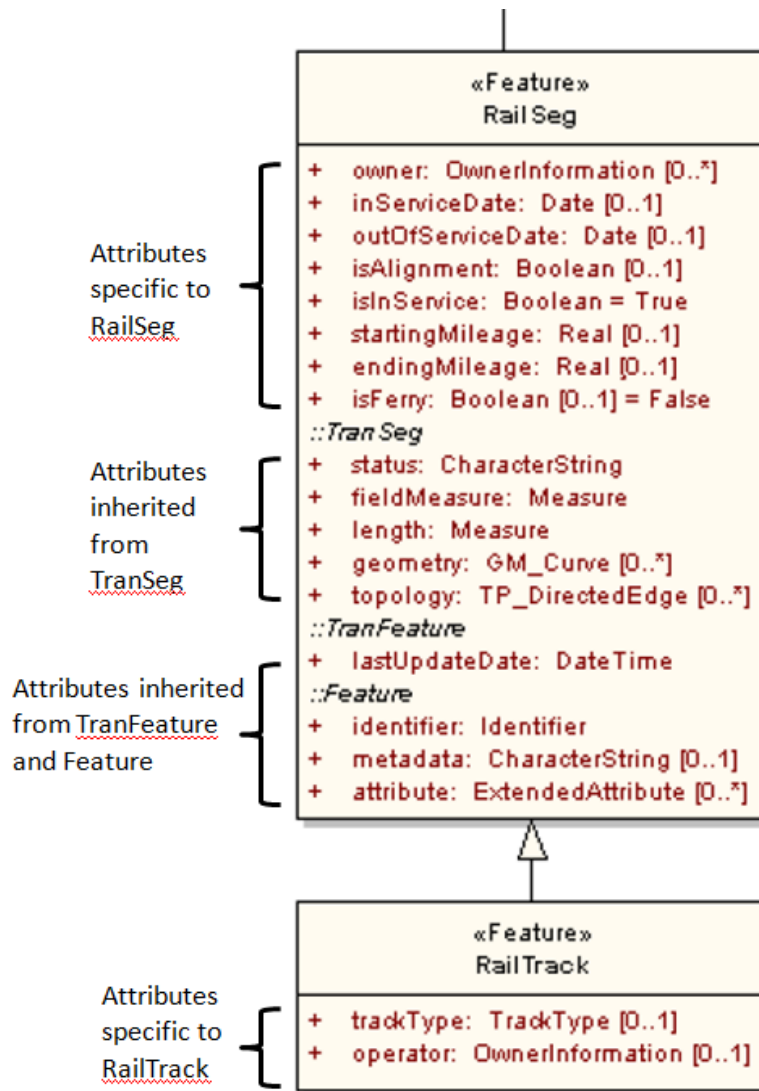 «Feature»
RailSeg
+ owner: OwnerInformation [0..*]
+ inServiceDate: Date [0..1]
+ outOfServiceDate: Date [0..1]
+ isAlignment: Boolean [0..1]
+ isInService: Boolean = True
+ startingMileage: Real [0..1]
+ endingMileage: Real [0..1]
+ isFerry: Boolean [0..1] = False
Attributes
specific to
RailSeg
::TranSeg
+ status: CharacterString
+ fieldMeasure: Measure
+ length: Measure
+ geometry: GM_Curve [0..*]
+ topology: TP_DirectedEdge [0..*]
Attributes
inherited
from
TranSeg
::TranFeature
+ lastUpdateDate: DateTime
::Feature
+ identifier: Identifier
+ metadata: CharacterString [0..1]
+ attribute: ExtendedAttribute [0..*]
Attributes inherited
from TranFeature
and Feature
«Feature»
RailTrack
+ trackType: TrackType [0..1]
+ operator: OwnerInformation [0..1]
Attributes
specific to
RailTrack